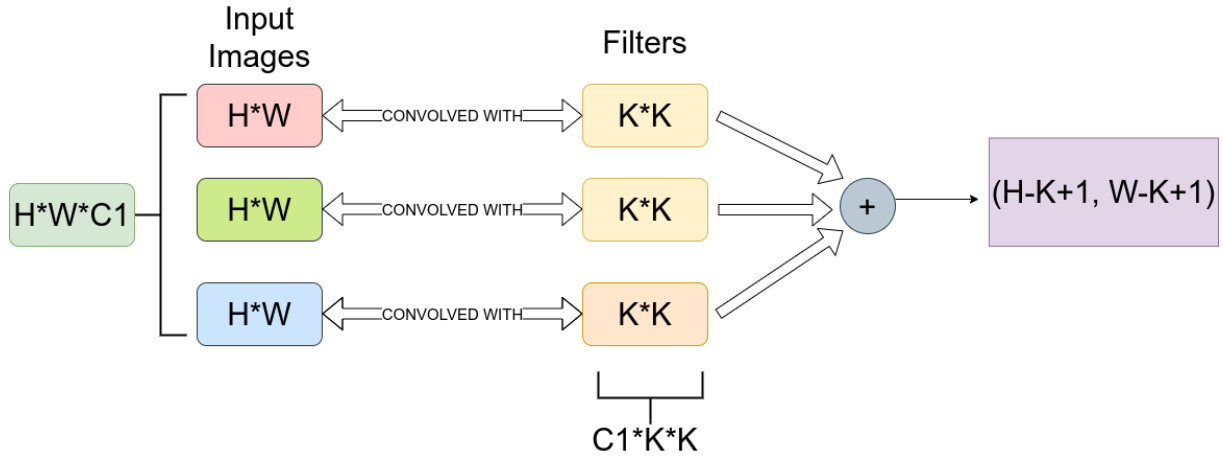 Input
Images
Filters
H*W*C1
H*W
CONVOLVED WITH
K*K
H*W
CONVOLVED WITH
K*K
+
(H-K+1, W-K+1)
H*W
CONVOLVED WITH
K*K
C1*K*K